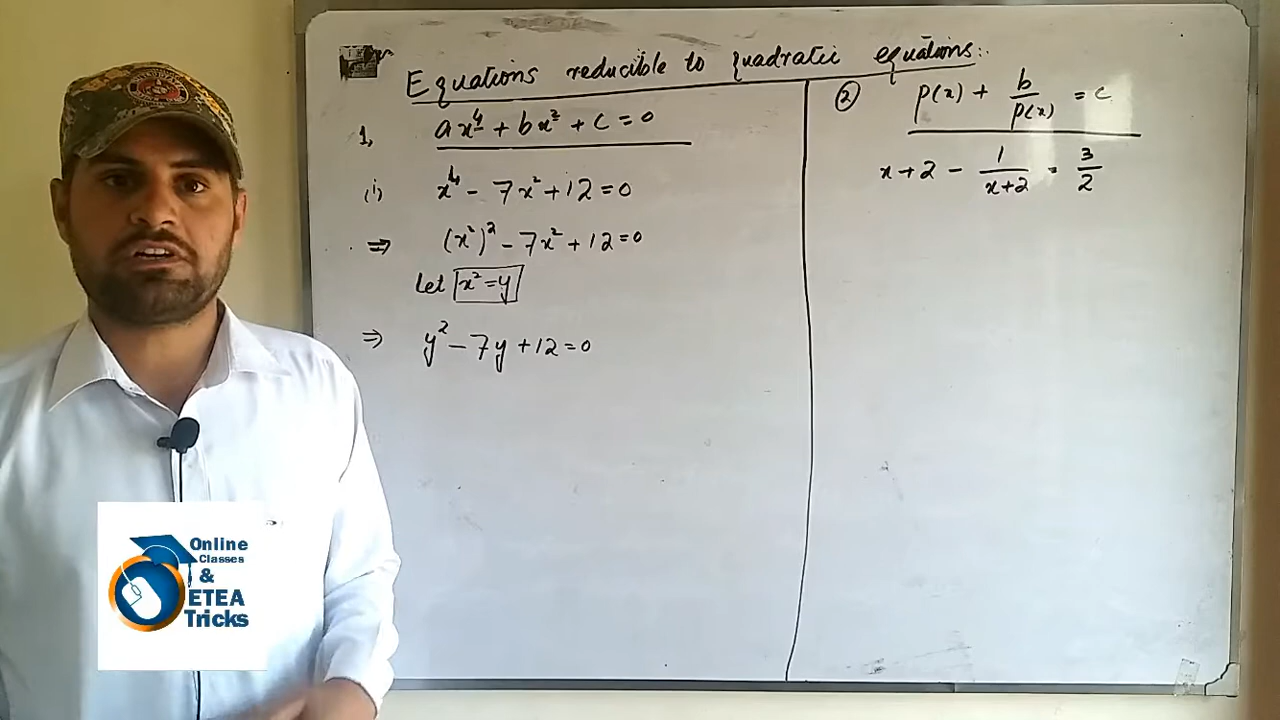 Equations reducible to quadratic equations.
1, ax⁴ + bx² + c = 0
(i) x⁴ - 7x² + 12 = 0
⇒ (x²)² - 7x² + 12 = 0
Let x² = y
⇒ y² - 7y + 12 = 0
② p(x) + b/p(x) = c
x + 2 - 1/(x+2) = 3/2
Online
Classes
&
ETEA
Tricks